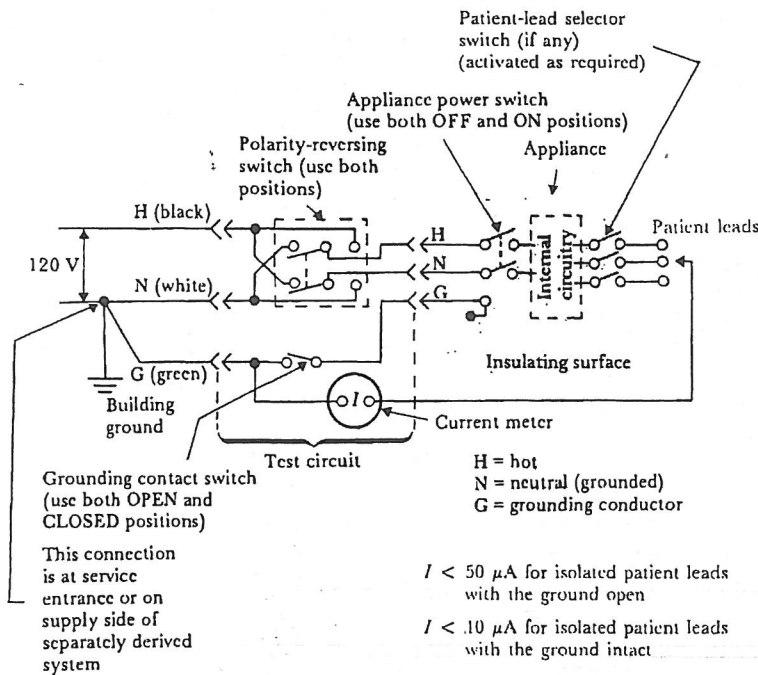 Patient-lead selector
switch (if any)
(activated as required)
Appliance power switch
(use both OFF and ON positions)
Polarity-reversing
switch (use both
positions)
Appliance
H (black)
H
Patient leads
120 V
N
N (white)
G
Internal
circuitry
Insulating surface
G (green)
Building
ground
I
Current meter
Test circuit
Grounding contact switch
(use both OPEN and
CLOSED positions)
H = hot
N = neutral (grounded)
G = grounding conductor
This connection
is at service
entrance or on
supply side of
separately derived
system
I < 50 μA for isolated patient leads
with the ground open
I < .10 μA for isolated patient leads
with the ground intact